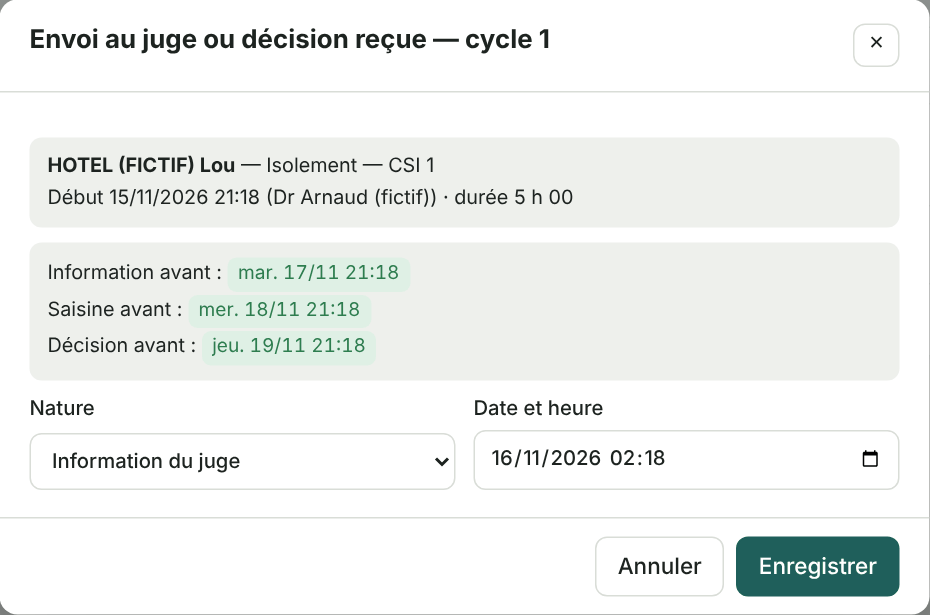 Envoi au juge ou décision reçue — cycle 1
×
HOTEL (FICTIF) Lou — Isolement — CSI 1
Début 15/11/2026 21:18 (Dr Arnaud (fictif)) · durée 5 h 00
Information avant : mar. 17/11 21:18
Saisine avant : mer. 18/11 21:18
Décision avant : jeu. 19/11 21:18
Nature
Date et heure
Information du juge
16/11/2026 02:18
Annuler
Enregistrer